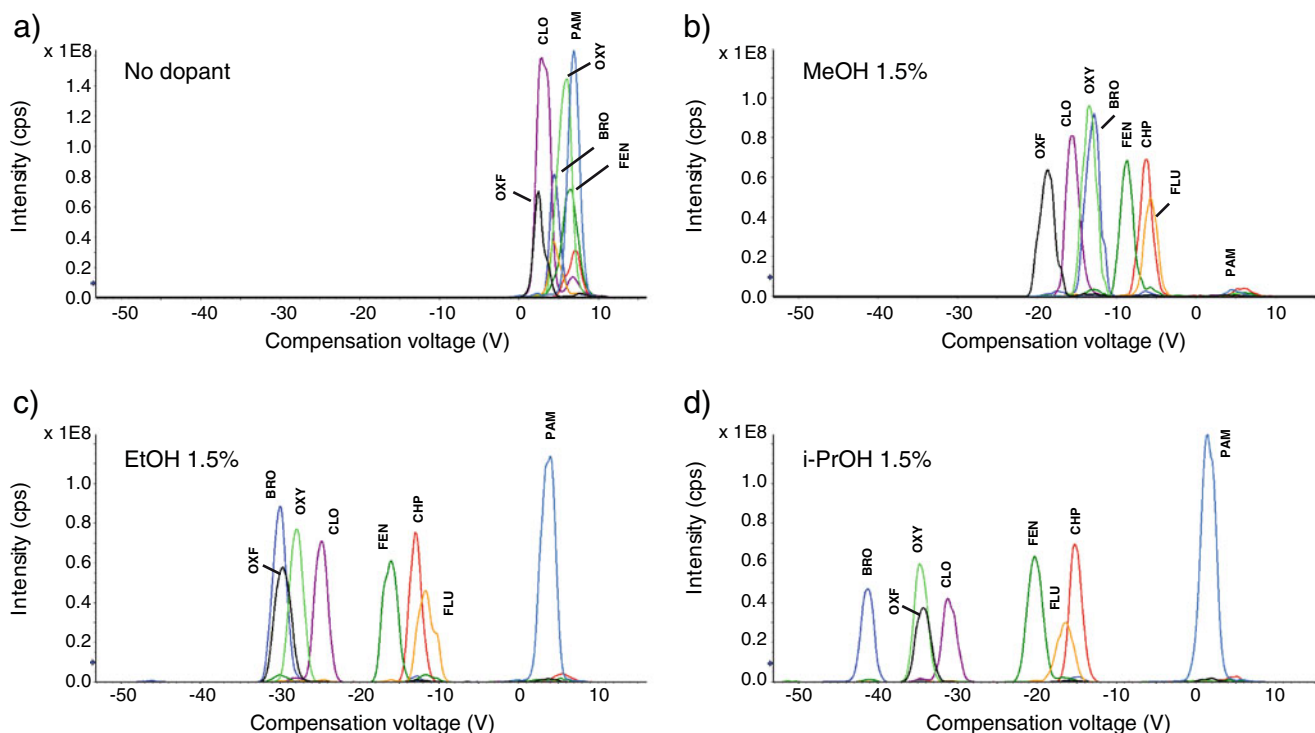 a)
x 1E8
No dopant
CLO
PAM
OXY
BRO
FEN
OXF
Intensity (cps)
1.4
1.2
1.0
0.8
0.6
0.4
0.2
0.0
-50 -40 -30 -20 -10 0 10
Compensation voltage (V)
b)
x 1E8
MeOH 1.5%
OXF
CLO
OXY
BRO
FEN
CHP
FLU
PAM
Intensity (cps)
1.0
0.8
0.6
0.4
0.2
0.0
-50 -40 -30 -20 -10 0 10
Compensation voltage (V)
c)
x 1E8
EtOH 1.5%
BRO
OXY
CLO
OXF
FEN
CHP
FLU
PAM
Intensity (cps)
1.0
0.8
0.6
0.4
0.2
0.0
-50 -40 -30 -20 -10 0 10
Compensation voltage (V)
d)
x 1E8
i-PrOH 1.5%
BRO
OXY
OXF
CLO
FEN
FLU
CHP
PAM
Intensity (cps)
1.0
0.8
0.6
0.4
0.2
0.0
-50 -40 -30 -20 -10 0 10
Compensation voltage (V)